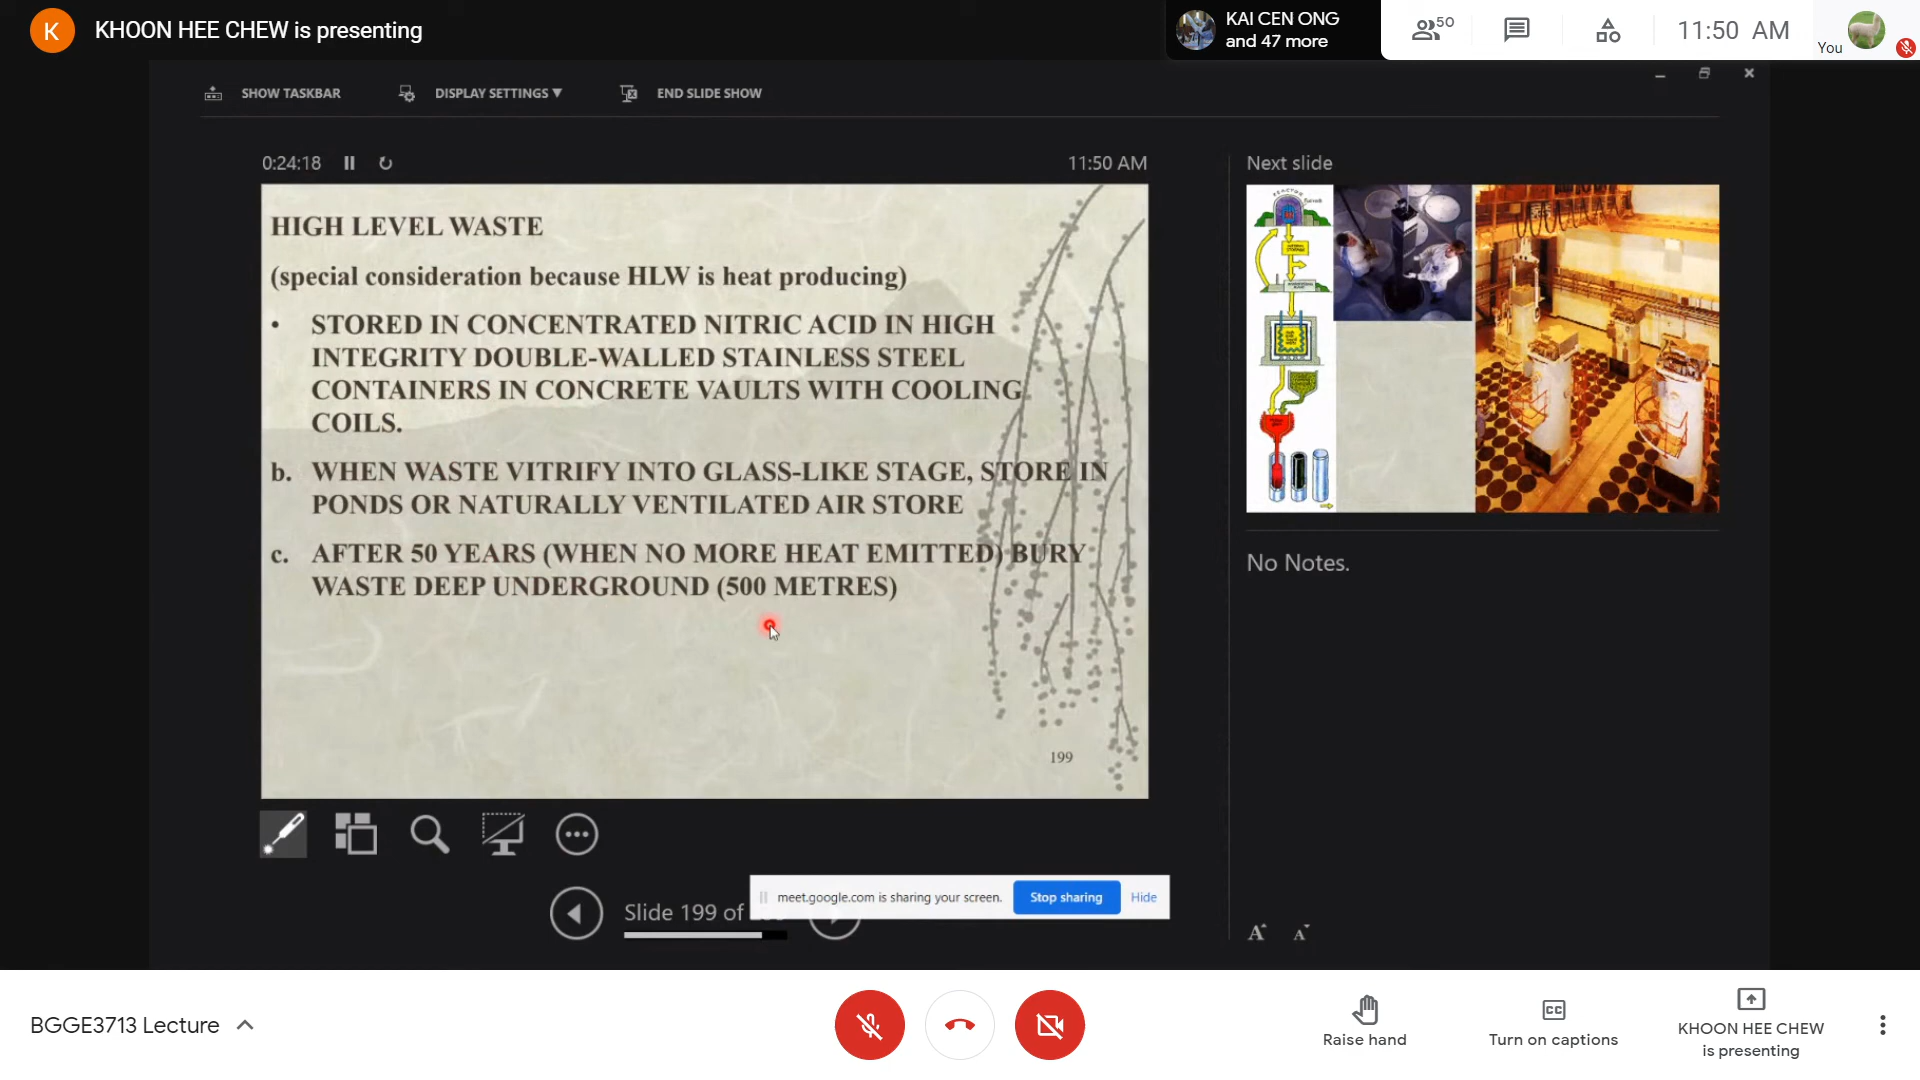 K
KHOON HEE CHEW is presenting
KAI CEN ONG
and 47 more
50
11:50 AM
You
SHOW TASKBAR
DISPLAY SETTINGS ▼
END SLIDE SHOW
0:24:18
11:50 AM
HIGH LEVEL WASTE
(special consideration because HLW is heat producing)
• STORED IN CONCENTRATED NITRIC ACID IN HIGH
INTEGRITY DOUBLE-WALLED STAINLESS STEEL
CONTAINERS IN CONCRETE VAULTS WITH COOLING
COILS.
b. WHEN WASTE VITRIFY INTO GLASS-LIKE STAGE, STORE IN
PONDS OR NATURALLY VENTILATED AIR STORE
c. AFTER 50 YEARS (WHEN NO MORE HEAT EMITTED) BURY
WASTE DEEP UNDERGROUND (500 METRES)
199
Next slide
No Notes.
Slide 199 of
meet.google.com is sharing your screen.
Stop sharing
Hide
A
A
BGGE3713 Lecture
Raise hand
CC
Turn on captions
KHOON HEE CHEW
is presenting